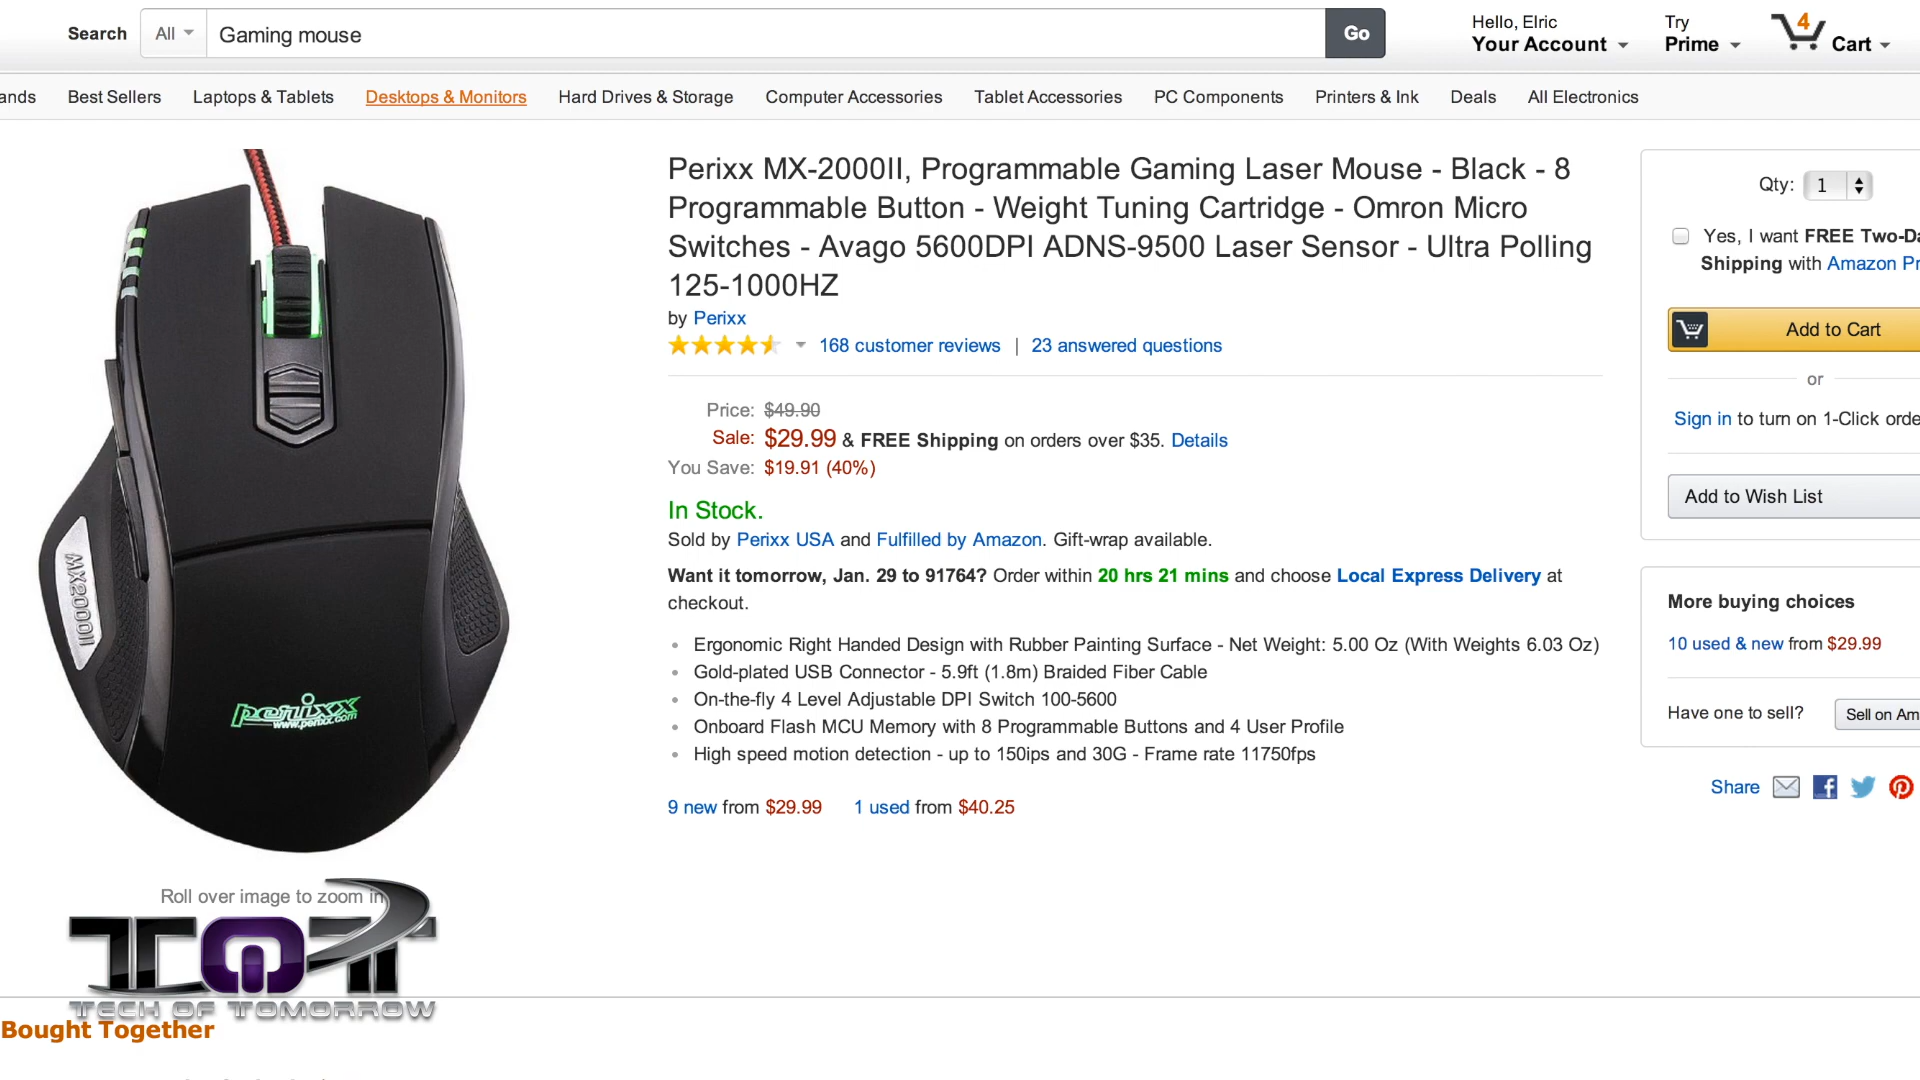 Search
All
Gaming mouse
Go
Hello, Elric
Your Account
Try
Prime
4
Cart
ands
Best Sellers
Laptops & Tablets
Desktops & Monitors
Hard Drives & Storage
Computer Accessories
Tablet Accessories
PC Components
Printers & Ink
Deals
All Electronics
MX2000II
perixx
www.perixx.com
Roll over image to zoom in
TOT
TECH OF TOMORROW
Bought Together
Perixx MX-2000II, Programmable Gaming Laser Mouse - Black - 8
Programmable Button - Weight Tuning Cartridge - Omron Micro
Switches - Avago 5600DPI ADNS-9500 Laser Sensor - Ultra Polling
125-1000HZ
by Perixx
168 customer reviews | 23 answered questions
Price: $49.90
Sale: $29.99 & FREE Shipping on orders over $35. Details
You Save: $19.91 (40%)
In Stock.
Sold by Perixx USA and Fulfilled by Amazon. Gift-wrap available.
Want it tomorrow, Jan. 29 to 91764? Order within 20 hrs 21 mins and choose Local Express Delivery at
checkout.
Ergonomic Right Handed Design with Rubber Painting Surface - Net Weight: 5.00 Oz (With Weights 6.03 Oz)
Gold-plated USB Connector - 5.9ft (1.8m) Braided Fiber Cable
On-the-fly 4 Level Adjustable DPI Switch 100-5600
Onboard Flash MCU Memory with 8 Programmable Buttons and 4 User Profile
High speed motion detection - up to 150ips and 30G - Frame rate 11750fps
9 new from $29.99 1 used from $40.25
Qty: 1
Yes, I want FREE Two-Da
Shipping with Amazon Pr
Add to Cart
or
Sign in to turn on 1-Click orde
Add to Wish List
More buying choices
10 used & new from $29.99
Have one to sell?
Sell on Am
Share